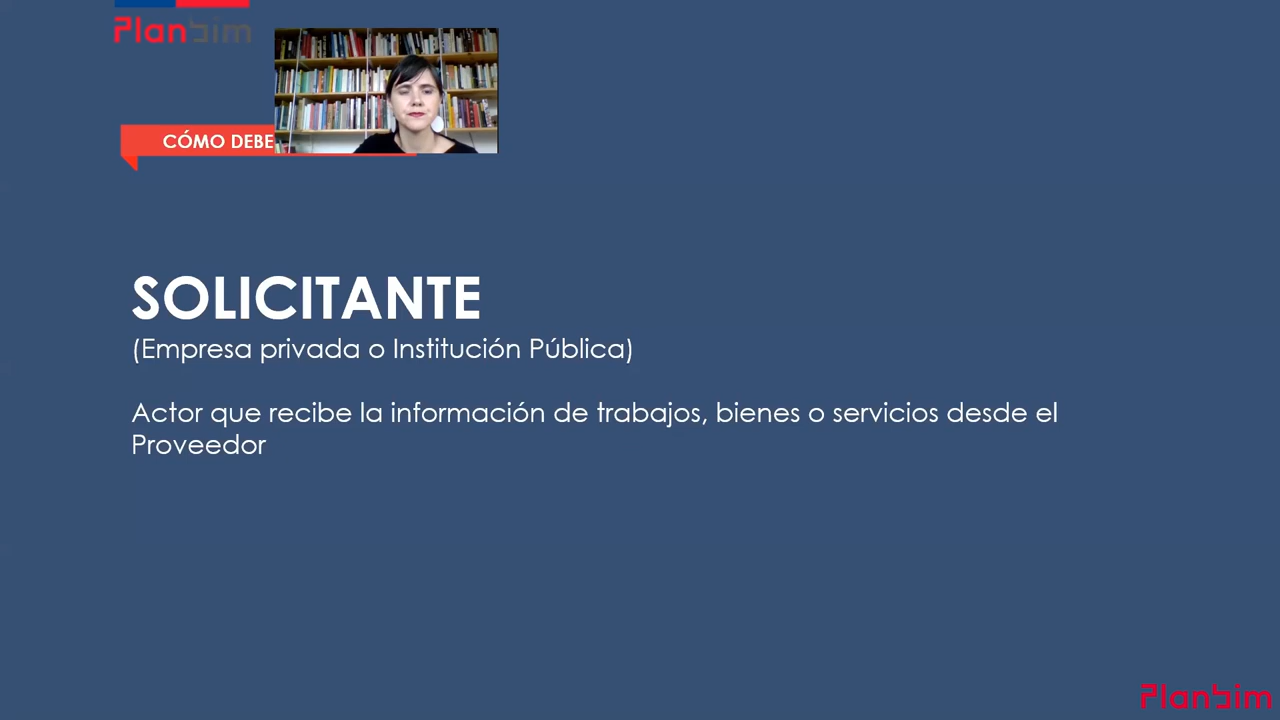 PlanBim
CÓMO DEBE
SOLICITANTE
(Empresa privada o Institución Pública)
Actor que recibe la información de trabajos, bienes o servicios desde el
Proveedor
PlanBim